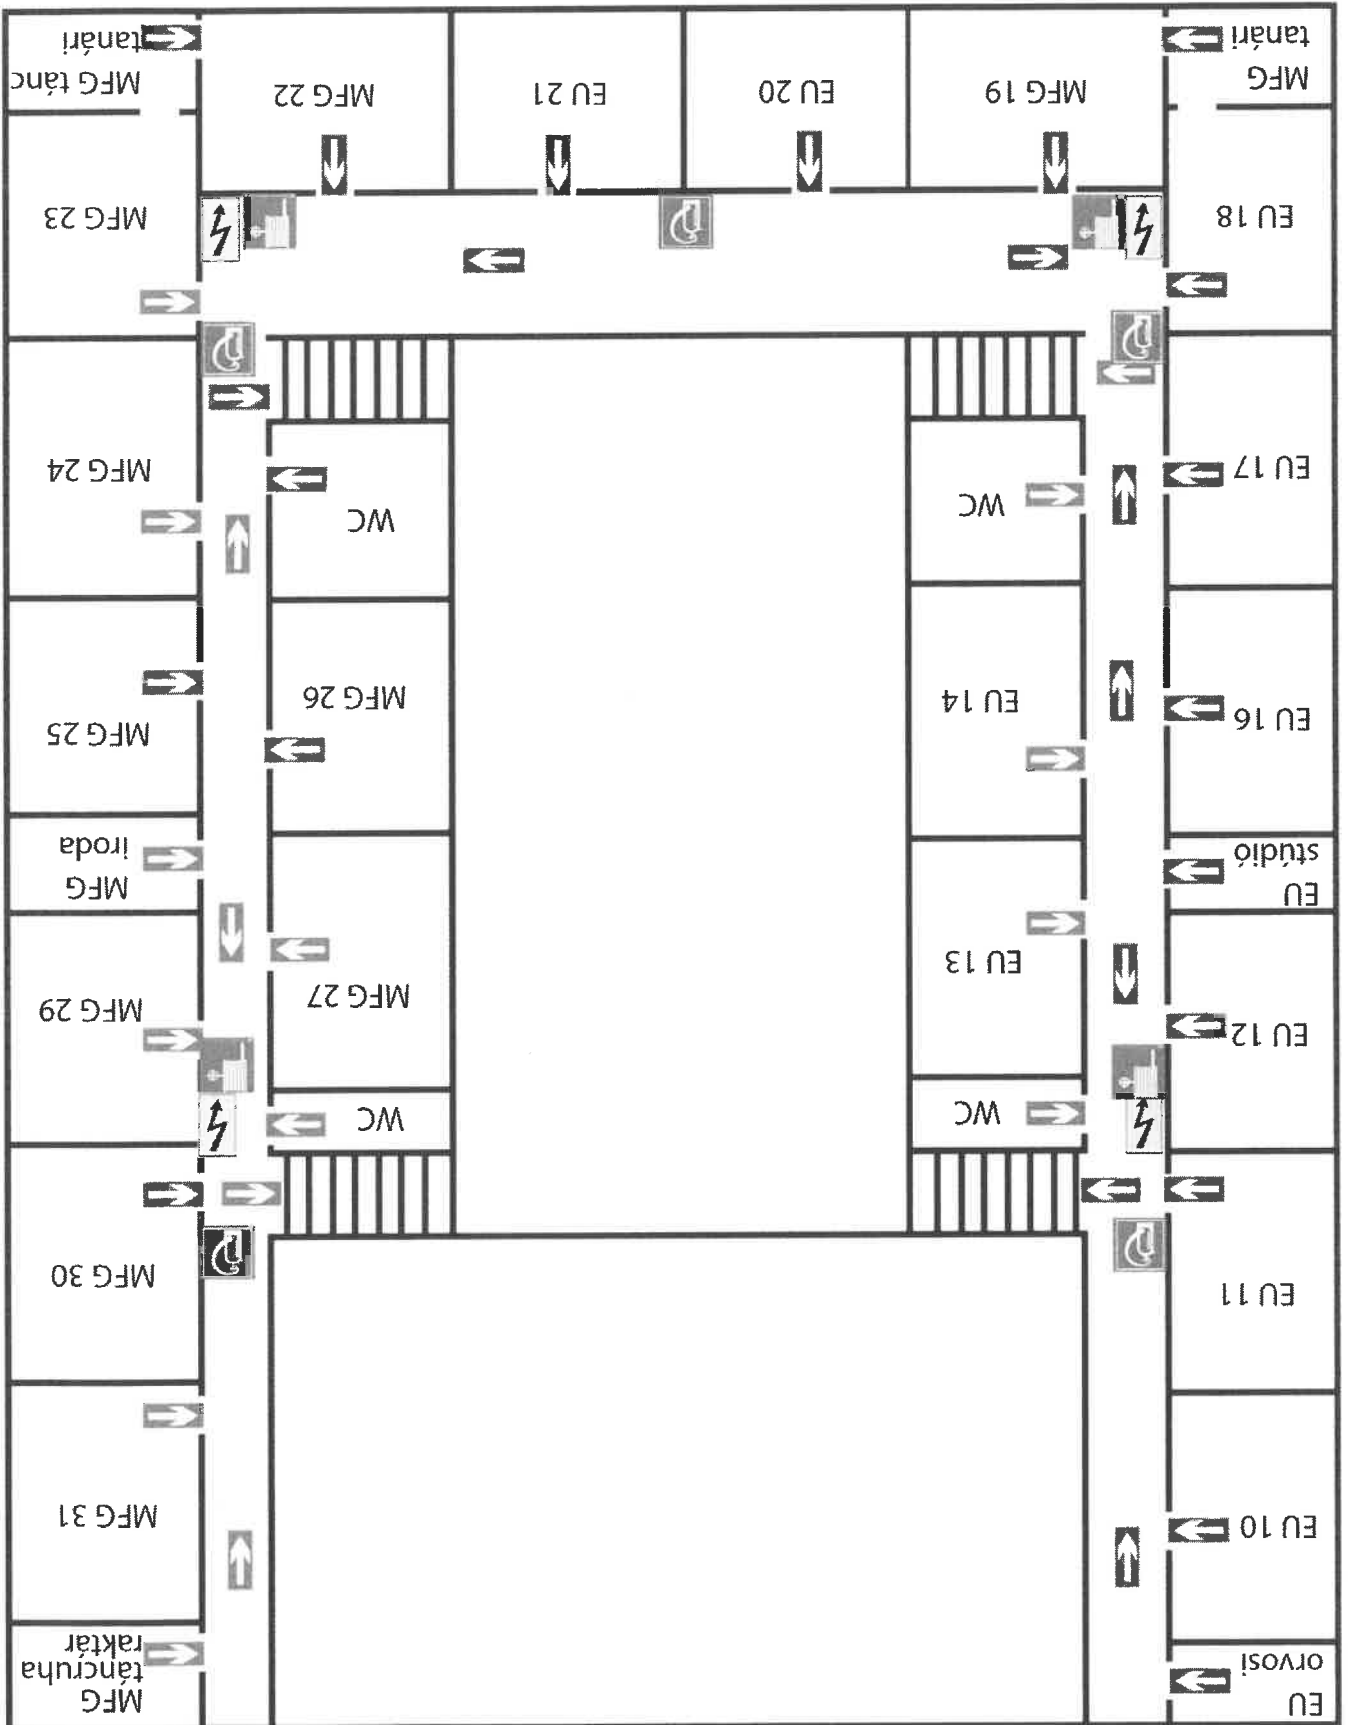 EU
orvosi
MFG
táncruha
raktár
EU 10
MFG 31
EU 11
MFG 30
WC
WC
EU 12
EU 13
MFG 27
MFG 29
EU
stúdió
MFG
iroda
EU 16
EU 14
MFG 26
MFG 25
EU 17
WC
WC
MFG 24
EU 18
MFG 23
MFG
tanári
MFG 19
EU 20
EU 21
MFG 22
MFG tánc
tanári